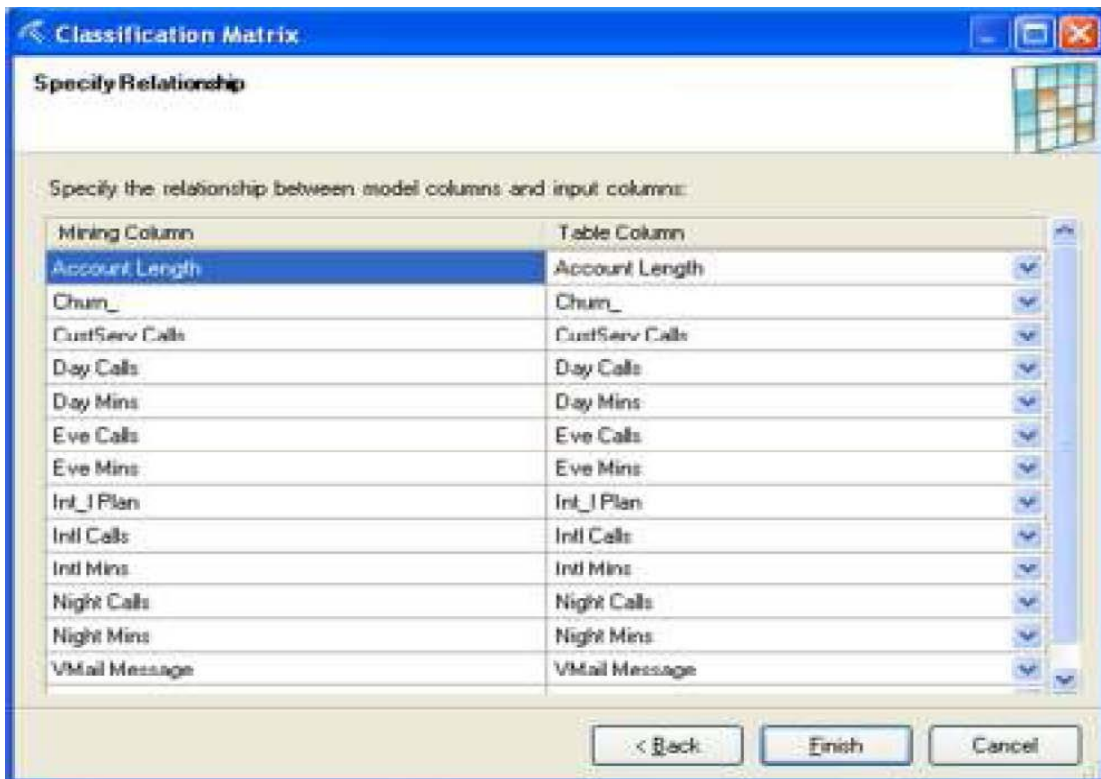 Classification Matrix
Specify Relationship
Specify the relationship between model columns and input columns:
Mining Column Table Column
Account Length Account Length
Churn_ Churn_
CustServ Calls CustServ Calls
Day Calls Day Calls
Day Mins Day Mins
Eve Calls Eve Calls
Eve Mins Eve Mins
Int_l Plan Int_l Plan
Intl Calls Intl Calls
Intl Mins Intl Mins
Night Calls Night Calls
Night Mins Night Mins
VMail Message VMail Message
< Back Finish Cancel